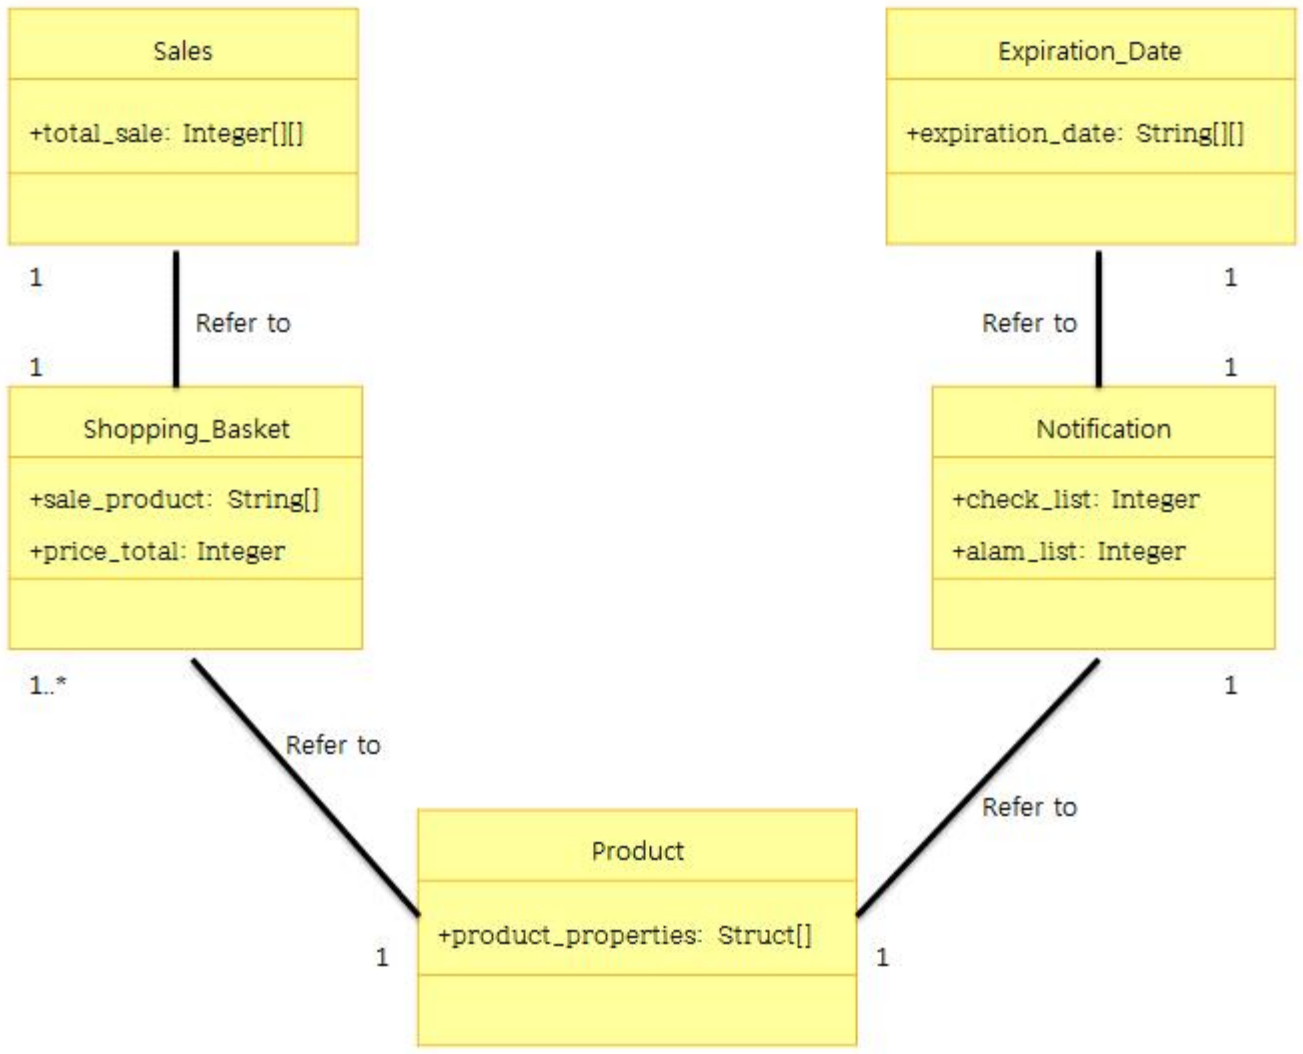 Sales
+total_sale: Integer[][]
Expiration_Date
+expiration_date: String[][]
1
Refer to
1
1
Refer to
1
Shopping_Basket
+sale_product: String[]
+price_total: Integer
Notification
+check_list: Integer
+alam_list: Integer
1..*
Refer to
1
1
Refer to
1
Product
+product_properties: Struct[]